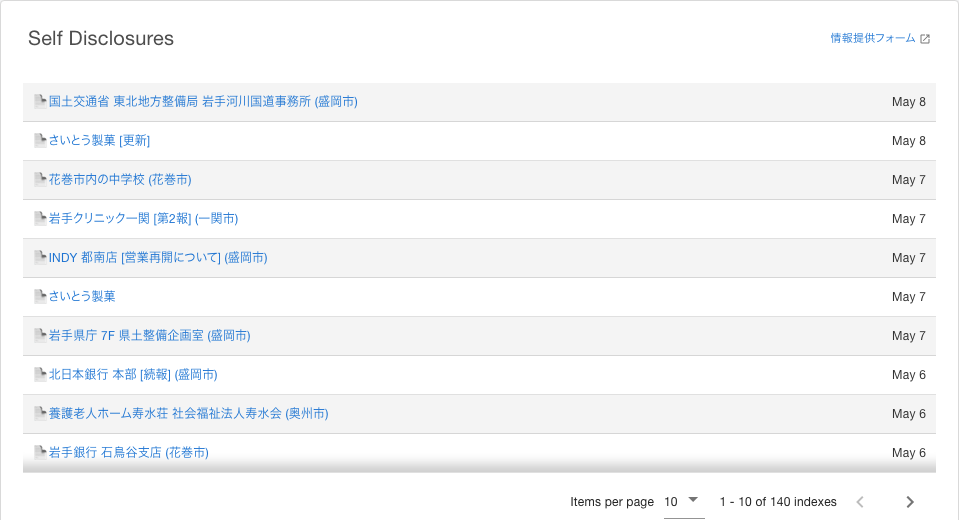 Self Disclosures
情報提供フォーム
国土交通省 東北地方整備局 岩手河川国道事務所 (盛岡市) May 8
さいとう製菓 [更新] May 8
花巻市内の中学校 (花巻市) May 7
岩手クリニック一関 [第2報] (一関市) May 7
INDY 都南店 [営業再開について] (盛岡市) May 7
さいとう製菓 May 7
岩手県庁 7F 県土整備企画室 (盛岡市) May 7
北日本銀行 本部 [続報] (盛岡市) May 6
養護老人ホーム寿水荘 社会福祉法人寿水会 (奥州市) May 6
岩手銀行 石鳥谷支店 (花巻市) May 6
Items per page 10 1 - 10 of 140 indexes